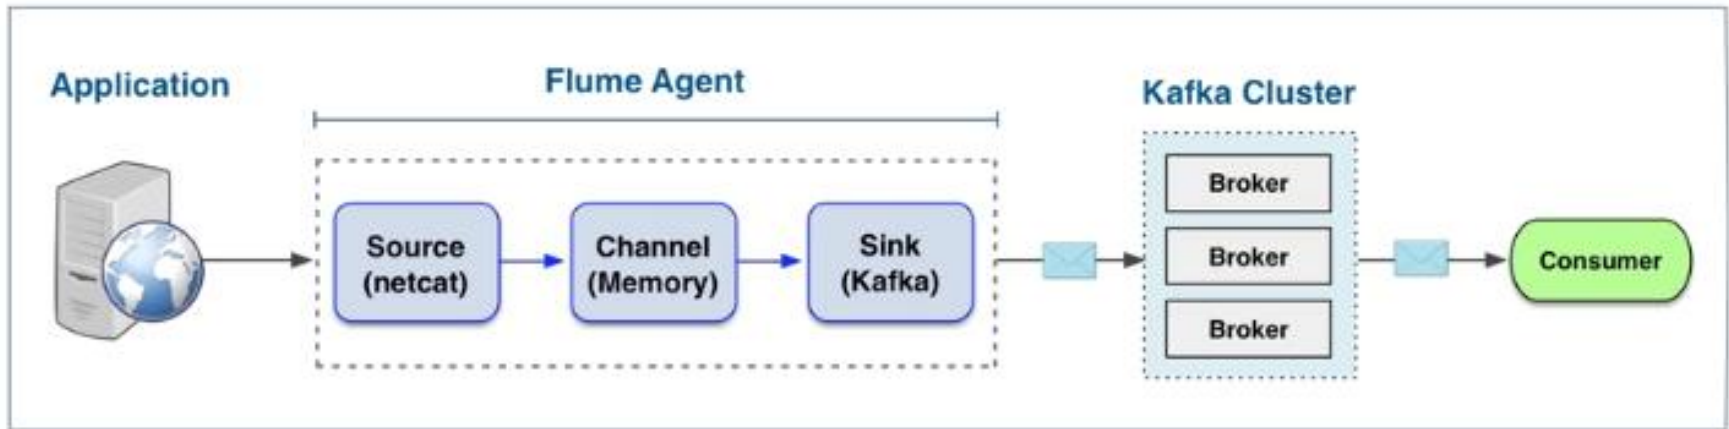 Application
Flume Agent
Kafka Cluster
Source
(netcat)
Channel
(Memory)
Sink
(Kafka)
Broker
Broker
Broker
Consumer